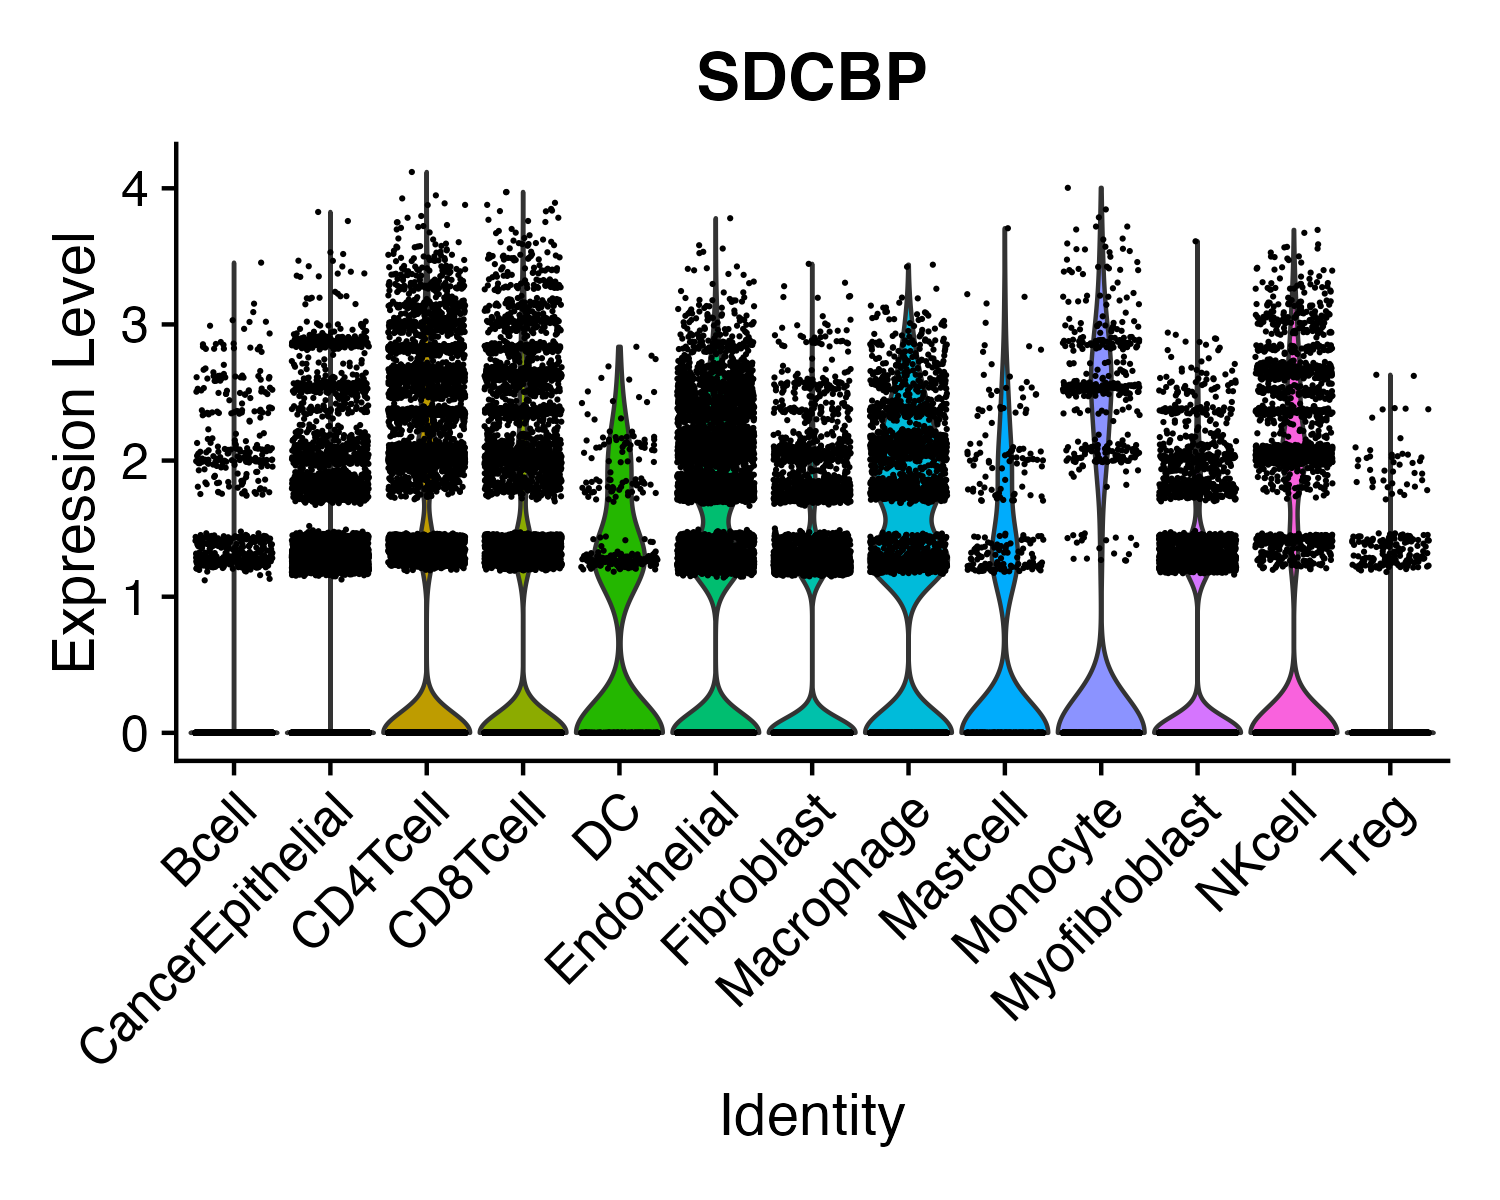 SDCBP
Expression Level
4
3
2
1
0
Bcell
CancerEpithelial
CD4Tcell
CD8Tcell
DC
Endothelial
Fibroblast
Macrophage
Mastcell
Monocyte
Myofibroblast
NKcell
Treg
Identity